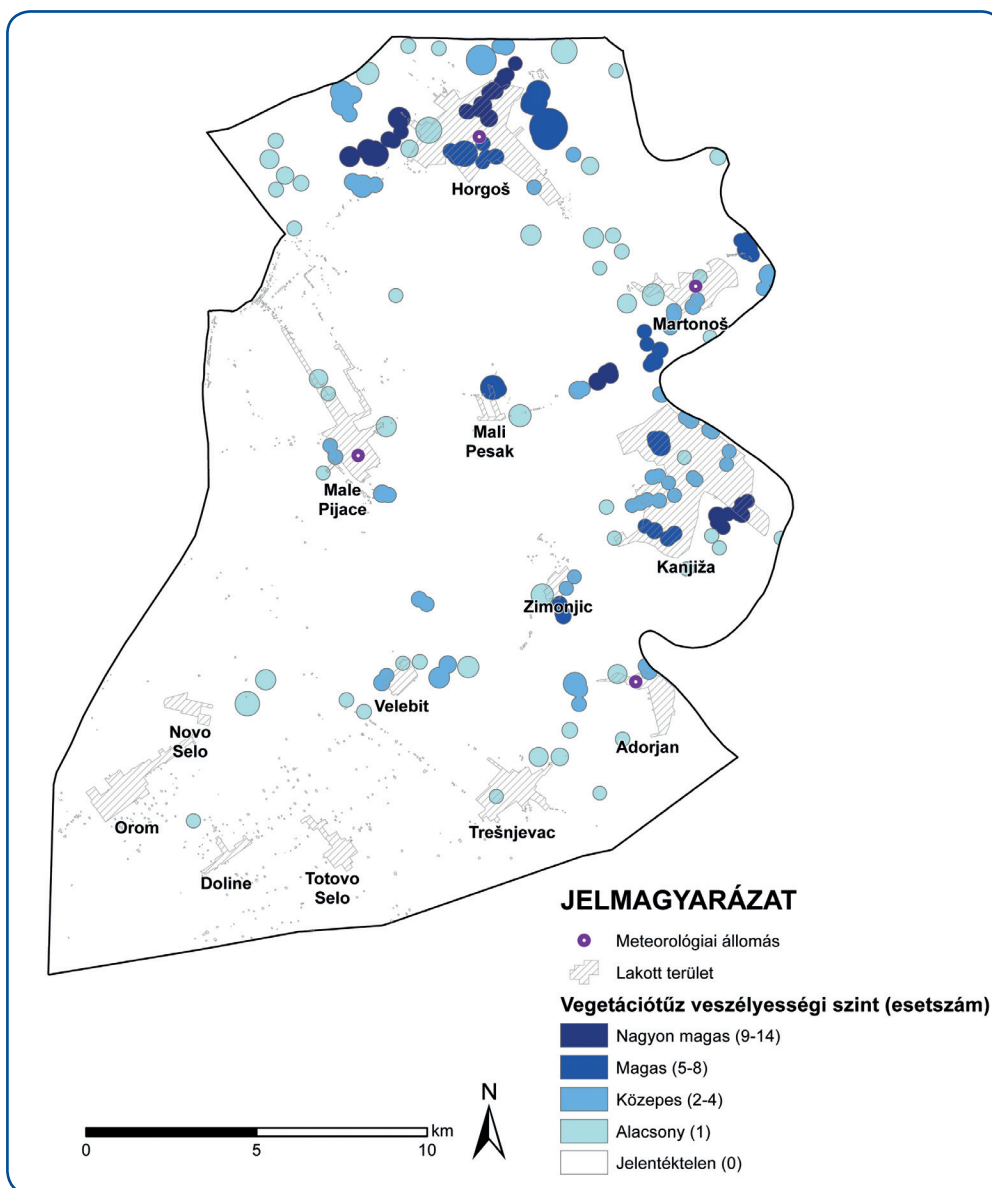 Horgoš
Martonoš
Mali
Pesak
Male
Pijace
Kanjiža
Zimonjic
Velebit
Novo
Selo
Adorjan
Orom
Trešnjevac
Doline
Totovo
Selo
JELMAGYARÁZAT
Meteorológiai állomás
Lakott terület
Vegetációtűz veszélyességi szint (esetszám)
Nagyon magas (9-14)
Magas (5-8)
Közepes (2-4)
Alacsony (1)
Jelentéktelen (0)
N
km
0 5 10